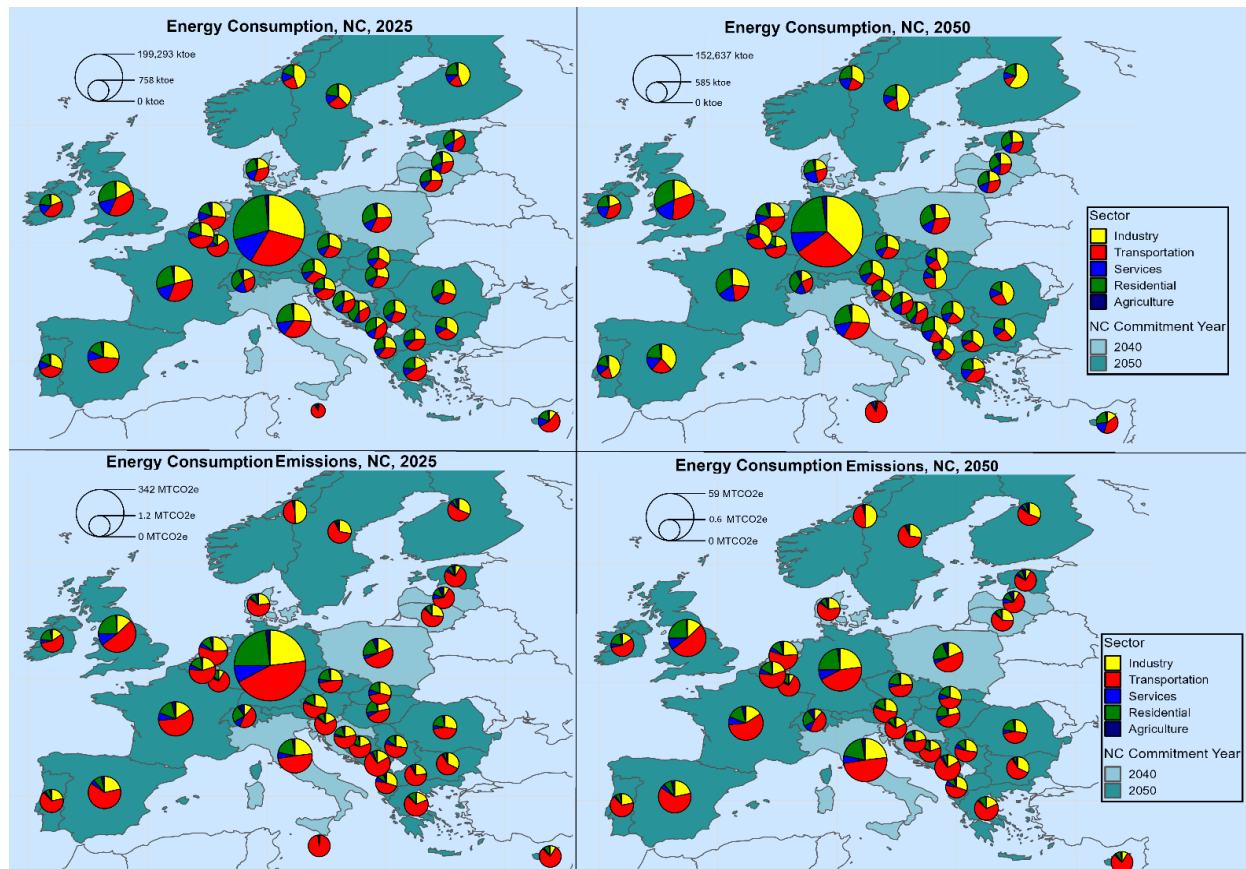 Energy Consumption, NC, 2025
199,293 ktoe
758 ktoe
0 ktoe
Energy Consumption, NC, 2050
152,637 ktoe
585 ktoe
0 ktoe
Sector
Industry
Transportation
Services
Residential
Agriculture
NC Commitment Year
2040
2050
Energy Consumption Emissions, NC, 2025
342 MTCO2e
1.2 MTCO2e
0 MTCO2e
Energy Consumption Emissions, NC, 2050
59 MTCO2e
0.6 MTCO2e
0 MTCO2e
Sector
Industry
Transportation
Services
Residential
Agriculture
NC Commitment Year
2040
2050